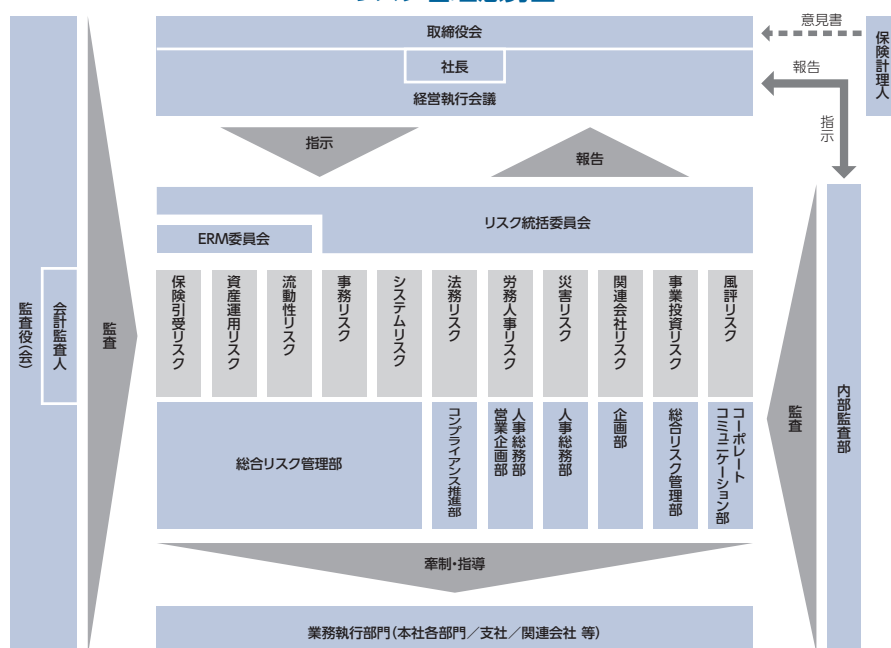 取締役会
社長
経営執行会議
意見書
保険計理人
報告
指示
指示
報告
リスク統括委員会
ERM委員会
保険引受リスク
資産運用リスク
流動性リスク
事務リスク
システムリスク
法務リスク
労務人事リスク
災害リスク
関連会社リスク
事業投資リスク
風評リスク
監査役(会)
会計監査人
監査
総合リスク管理部
コンプライアンス推進部
人事総務部
営業企画部
人事総務部
企画部
総合リスク管理部
コーポレート
コミュニケーション部
監査
内部監査部
牽制・指導
業務執行部門(本社各部門／支社／関連会社 等)